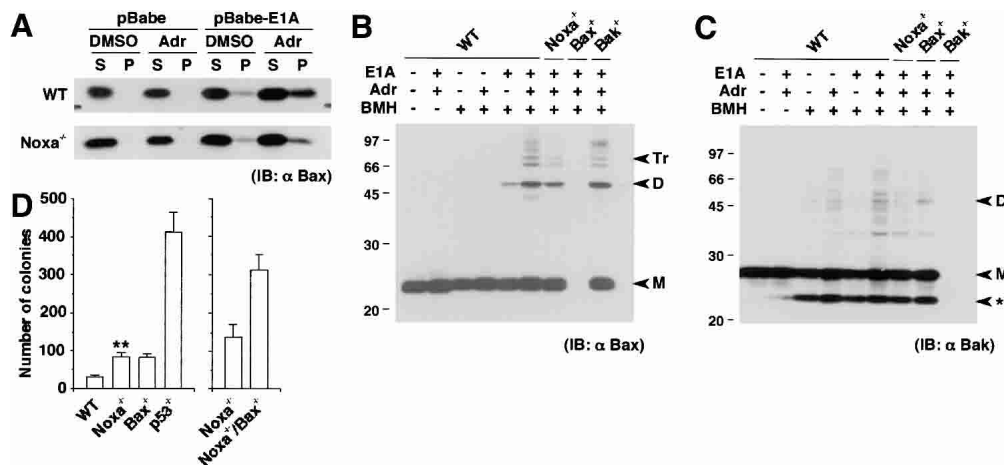 A
pBabe pBabe-E1A
DMSO Adr DMSO Adr
S P S P S P S P
WT
Noxa-/-
(IB: α Bax)
B
WT Noxa-/- Bax-/- Bak-/-
E1A - + - - + + + + +
Adr - + - + - + + + +
BMH - - + + + + + + +
97
66
45
30
20
Tr
D
M
(IB: α Bax)
C
WT Noxa-/- Bax-/- Bak-/-
E1A - + - - + + + + +
Adr - + - + - + + + +
BMH - - + + + + + + +
97
66
45
30
20
D
M
*
(IB: α Bak)
D
Number of colonies
500
400
300
200
100
0
**
WT
Noxa-/-
Bax-/-
p53-/-
Noxa-/-
Noxa-/-/Bax-/-